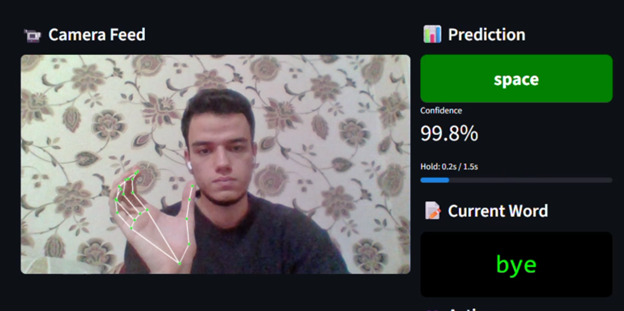 Camera Feed
Prediction
space
Confidence
99.8%
Hold: 0.2s / 1.5s
Current Word
bye